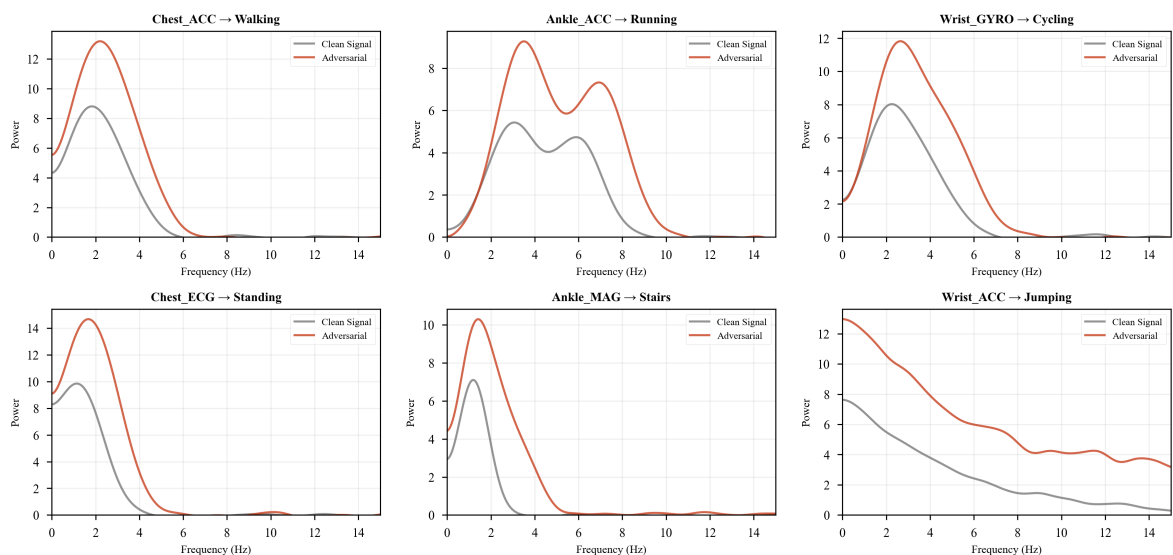 Chest_ACC → Walking
Clean Signal
Adversarial
Power
12
10
8
6
4
2
0
0 2 4 6 8 10 12 14
Frequency (Hz)
Ankle_ACC → Running
Clean Signal
Adversarial
Power
8
6
4
2
0
0 2 4 6 8 10 12 14
Frequency (Hz)
Wrist_GYRO → Cycling
Clean Signal
Adversarial
Power
12
10
8
6
4
2
0
0 2 4 6 8 10 12 14
Frequency (Hz)
Chest_ECG → Standing
Clean Signal
Adversarial
Power
14
12
10
8
6
4
2
0
0 2 4 6 8 10 12 14
Frequency (Hz)
Ankle_MAG → Stairs
Clean Signal
Adversarial
Power
10
8
6
4
2
0
0 2 4 6 8 10 12 14
Frequency (Hz)
Wrist_ACC → Jumping
Clean Signal
Adversarial
Power
12
10
8
6
4
2
0
0 2 4 6 8 10 12 14
Frequency (Hz)